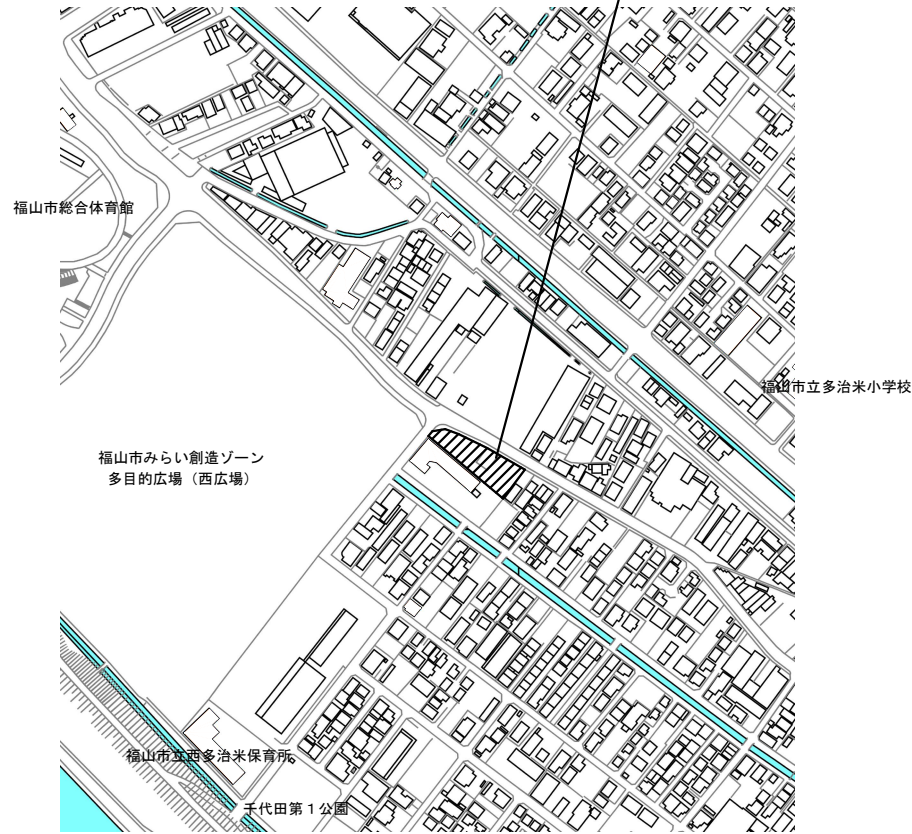 福山市総合体育館
福山市立多治米小学校
福山市みらい創造ゾーン
多目的広場（西広場）
福山市立西多治米保育所
千代田第１公園